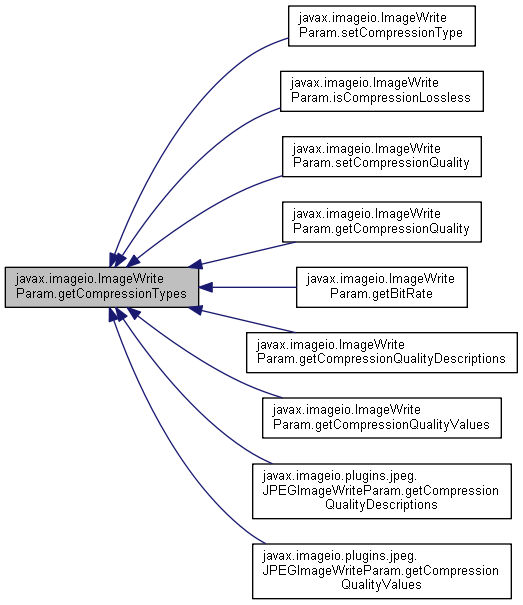 javax.imageio.ImageWrite
Param.setCompressionType
javax.imageio.ImageWrite
Param.isCompressionLossless
javax.imageio.ImageWrite
Param.setCompressionQuality
javax.imageio.ImageWrite
Param.getCompressionQuality
javax.imageio.ImageWrite
Param.getCompressionTypes
javax.imageio.ImageWrite
Param.getBitRate
javax.imageio.ImageWrite
Param.getCompressionQualityDescriptions
javax.imageio.ImageWrite
Param.getCompressionQualityValues
javax.imageio.plugins.jpeg.
JPEGImageWriteParam.getCompression
QualityDescriptions
javax.imageio.plugins.jpeg.
JPEGImageWriteParam.getCompression
QualityValues